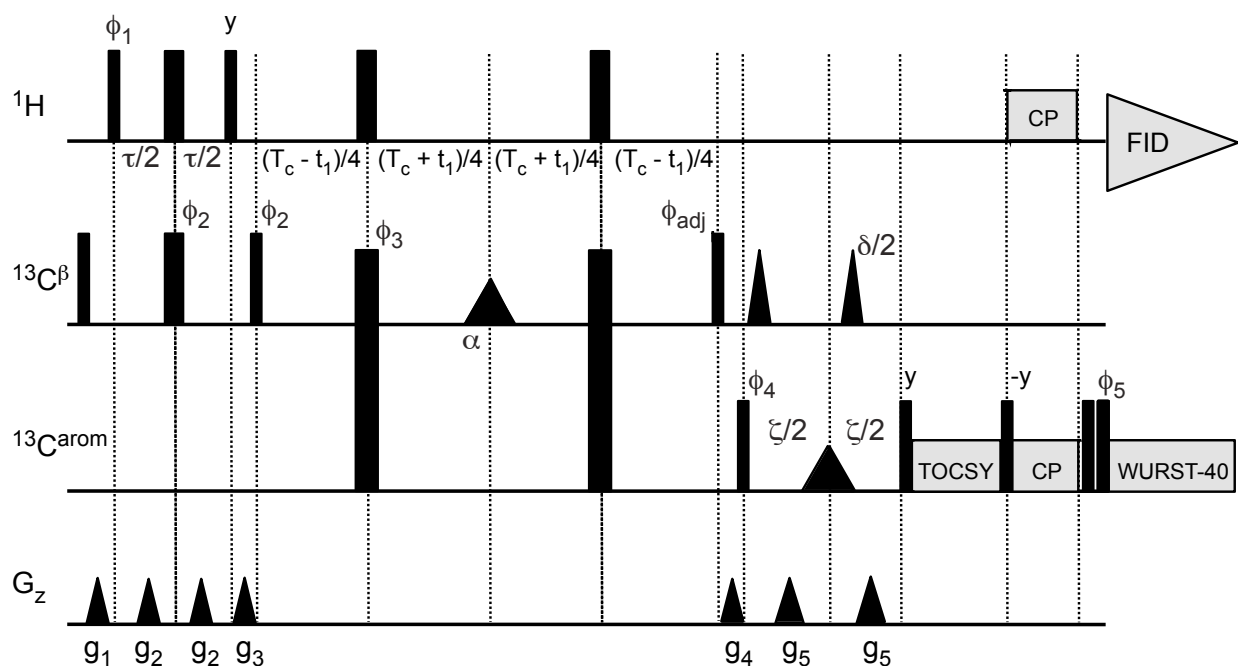 ϕ1 y
1H CP FID
τ/2 τ/2 (Tc - t1)/4 (Tc + t1)/4 (Tc + t1)/4 (Tc - t1)/4
ϕ2 ϕ2 ϕ3 ϕadj δ/2
13Cβ
α
ϕ4 y -y ϕ5
13Carom ζ/2 ζ/2
TOCSY CP WURST-40
Gz
g1 g2 g2 g3 g4 g5 g5